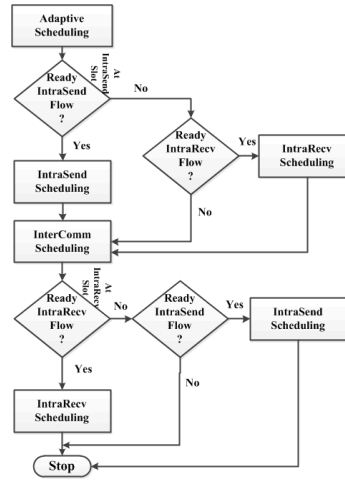 Adaptive
Scheduling
At
IntraSend
Slot
Ready
IntraSend
Flow
?
No
Yes
Ready
IntraRecv
Flow
?
Yes
IntraRecv
Scheduling
IntraSend
Scheduling
No
InterComm
Scheduling
At
IntraRecv
Slot
Ready
IntraRecv
Flow
?
No
Ready
IntraSend
Flow
?
Yes
IntraSend
Scheduling
Yes
No
IntraRecv
Scheduling
Stop